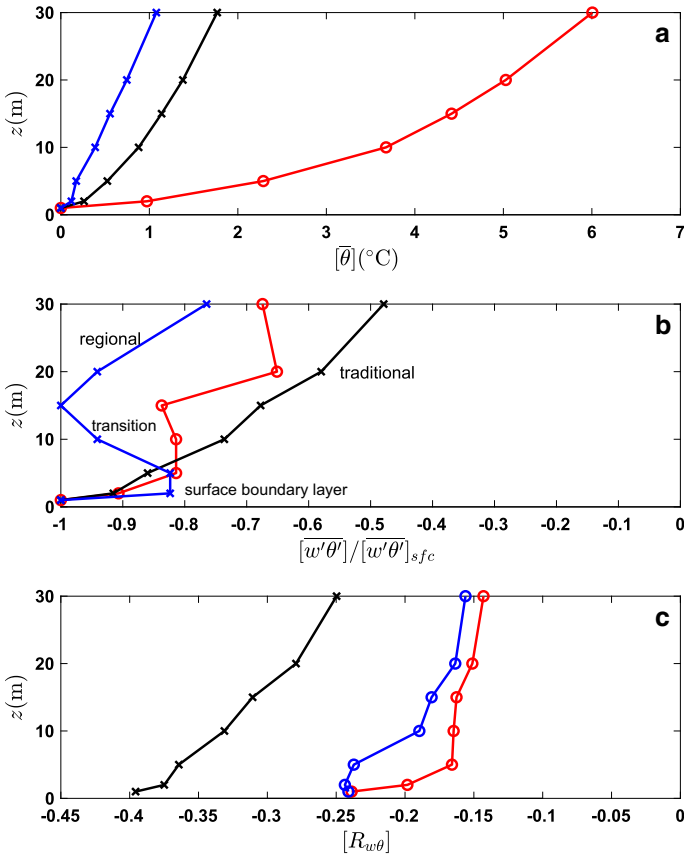 30
20
10
0
z(m)
a
0 1 2 3 4 5 6 7
[θ̅](°C)
30
20
10
0
z(m)
b
regional
traditional
transition
surface boundary layer
-1 -0.9 -0.8 -0.7 -0.6 -0.5 -0.4 -0.3 -0.2 -0.1 0
[w′θ′‾]/[w′θ′‾]sfc
30
20
10
0
z(m)
c
-0.45 -0.4 -0.35 -0.3 -0.25 -0.2 -0.15 -0.1 -0.05 0
[Rwθ]